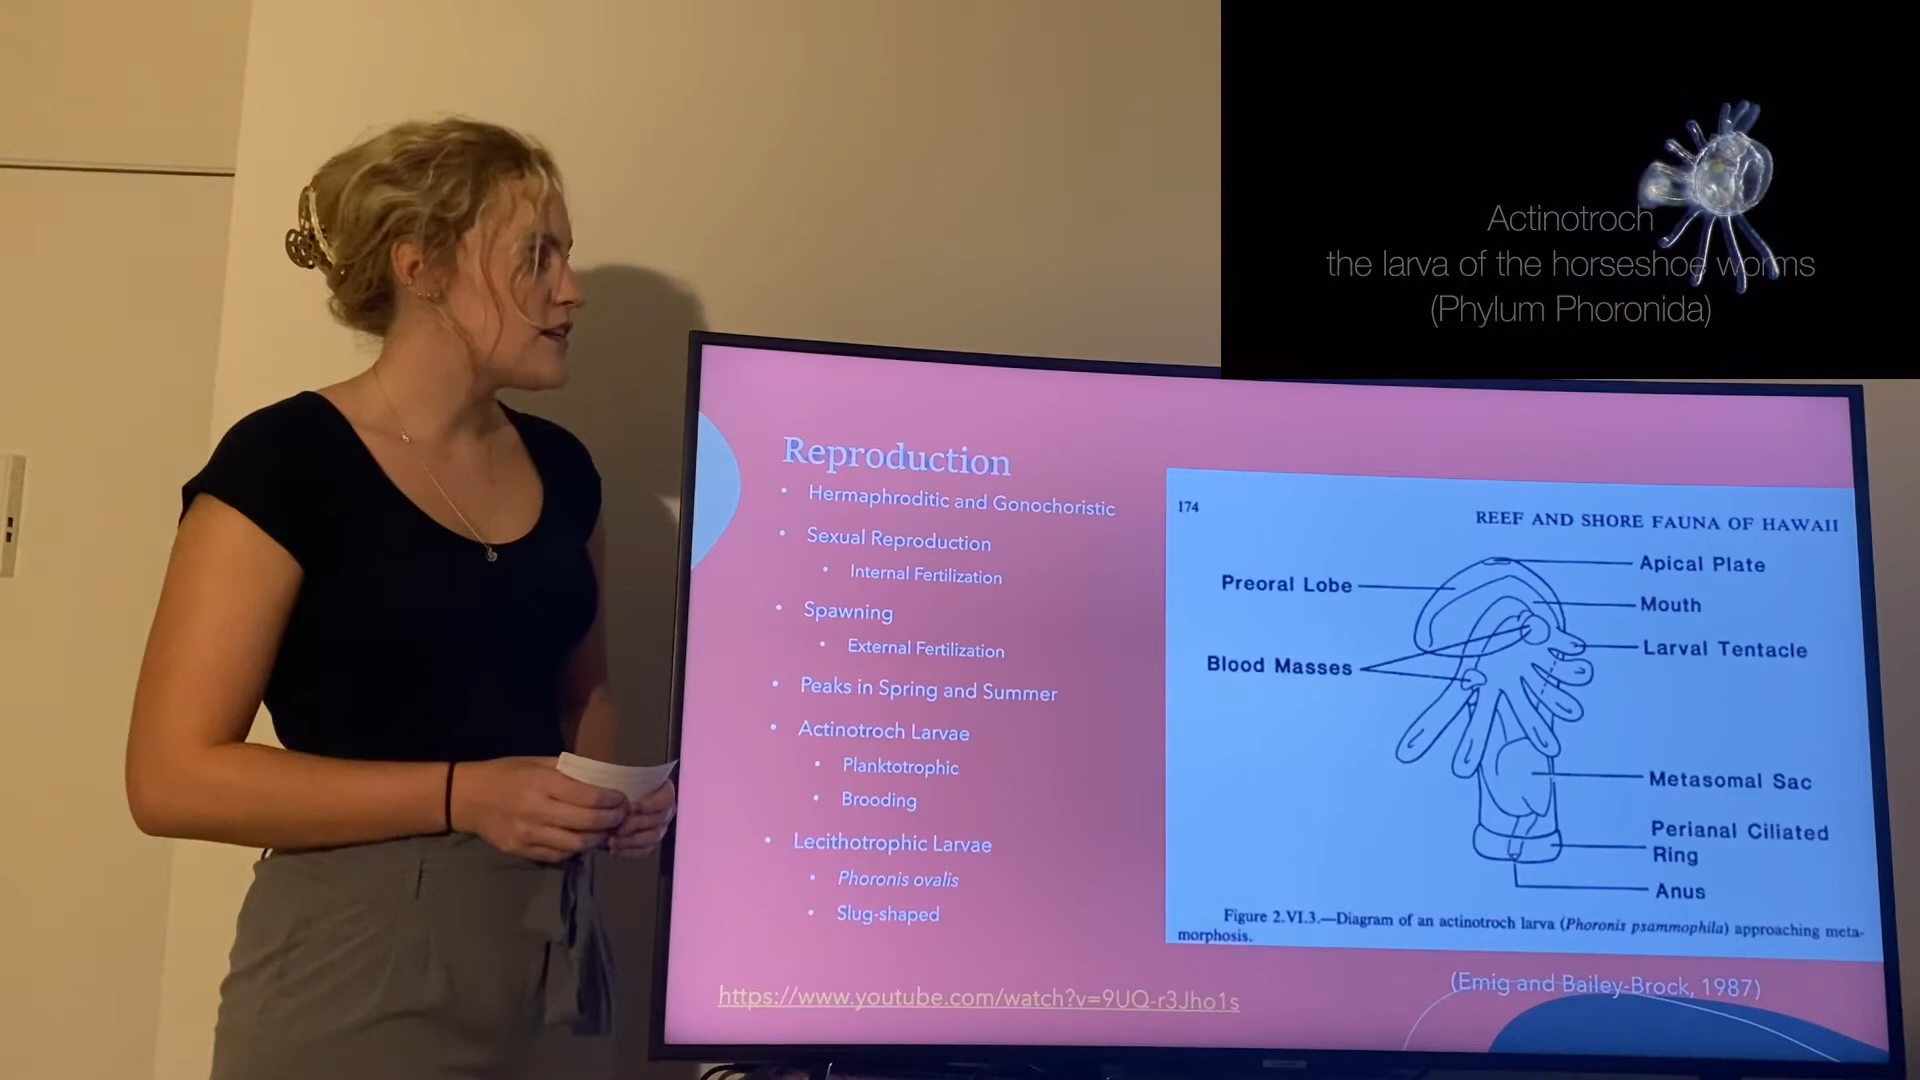 Actinotroch
the larva of the horseshoe worms
(Phylum Phoronida)
Reproduction
• Hermaphroditic and Gonochoristic
• Sexual Reproduction
• Internal Fertilization
• Spawning
• External Fertilization
• Peaks in Spring and Summer
• Actinotroch Larvae
• Planktotrophic
• Brooding
• Lecithotrophic Larvae
• Phoronis ovalis
• Slug-shaped
https://www.youtube.com/watch?v=9UQ-r3Jho1s
174
REEF AND SHORE FAUNA OF HAWAII
Apical Plate
Preoral Lobe
Mouth
Larval Tentacle
Blood Masses
Metasomal Sac
Perianal Ciliated
Ring
Anus
Figure 2.VI.3.—Diagram of an actinotroch larva (Phoronis psammophila) approaching meta-
morphosis.
(Emig and Bailey-Brock, 1987)